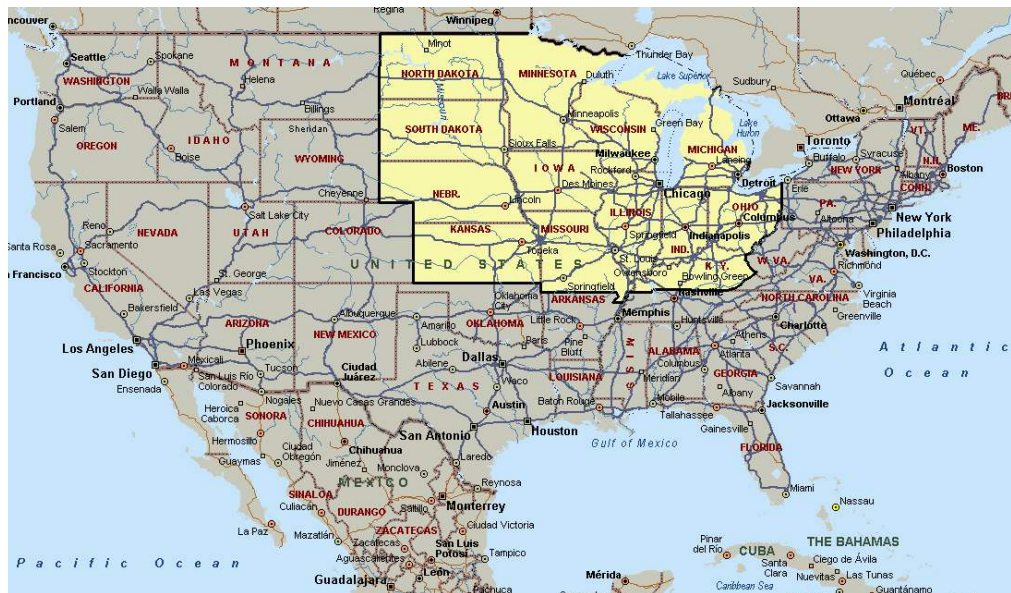 Vancouver
Regina
Winpipeg
Seattle
Spokane
MONTANA
Minot
NORTH DAKOTA
MINNESOTA
Duluth
Thunder Bay
Lake Superior
Sudbury
Québec
WASHINGTON
Walla Walla
Helena
Missouri
Portland
Billings
Ottawa
Montréal
BR
Salem
OREGON
IDAHO
Boise
Sheridan
WYOMING
SOUTH DAKOTA
Minneapolis
WISCONSIN
Green Bay
Lake
Huron
MICHIGAN
Toronto
V.T.
ME.
Sioux Falls
IOWA
Milwaukee
Rockford
Lansing
Buffalo
Syracuse
NEW YORK
Albany
N.H.
Boston
CONN.
Cheyenne
NEBR.
Lincoln
Des Moines
Chicago
Detroit
Erie
Reno
NEVADA
Salt Lake City
UTAH
COLORADO
KANSAS
Topeka
MISSOURI
ILLINOIS
Springfield
IND.
Indianapolis
OHIO
Columbus
PA.
Altoona
New York
Philadelphia
Santa Rosa
Sacramento
Stockton
n Francisco
St. George
UNITED STATES
St. Louis
Owensboro
K Y.
Bowling Green
W. VA.
Washington, D.C.
Richmond
VA.
CALIFORNIA
Bakersfield
Las Vegas
Albuquerque
Amarillo
Oklahoma
City
OKLAHOMA
Springfield
ARKANSAS
Nashville
NORTH CAROLINA
Virginia
Beach
Greenville
Los Angeles
ARIZONA
Phoenix
NEW MEXICO
Lubbock
Little Rock
Memphis
Huntsville
Athens
Charlotte
San Diego
Mexicali
Tucson
Ciudad
Juárez
Abilene
Dallas
Paris
Pine
Bluff
MISS
ALABAMA
Atlanta
S.C.
Atlantic
Ocean
Ensenada
San Luis Río
Colorado
Nogales
Nuevo Casas Grandes
TEXAS
Waco
LOUISIANA
Meridian
Columbus
GEORGIA
Albany
Savannah
Heroica
Caborca
SONORA
CHIHUAHUA
Austin
Baton Rouge
Mobile
Tallahassee
Jacksonville
Hermosillo
Chihuahua
San Antonio
Houston
Gulf of Mexico
Gainesville
FLORIDA
Guaymas
Ciudad
Obregón
Jiménez
Monclova
Laredo
MEXICO
Reynosa
Miami
SINALOA
Culiacán
DURANGO
Saltillo
Monterrey
Nassau
La Paz
Mazatlán
ZACATECAS
Zacatecas
Ciudad Victoria
Pacific Ocean
Aguascalientes
San Luis
Potosí
Tampico
Pinar
del Río
CUBA
Santa
Clara
THE BAHAMAS
Ciego de Ávila
Guadalajara
León
Pachuca
Mérida
Caribbean Sea
Nuevitas
Las Tunas
Guantánamo